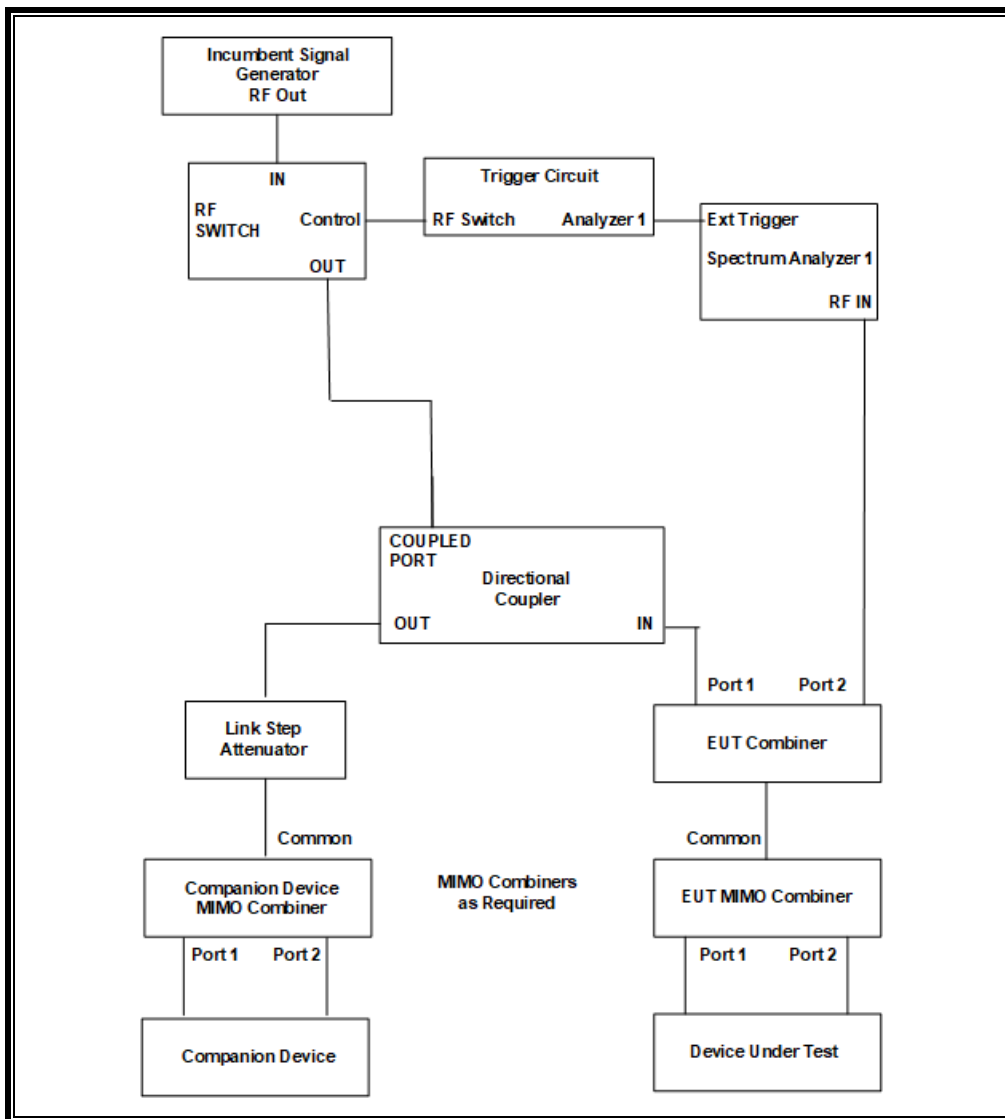 Incumbent Signal
Generator
RF Out
IN
RF
SWITCH
Control
OUT
Trigger Circuit
RF Switch
Analyzer 1
Ext Trigger
Spectrum Analyzer 1
RF IN
COUPLED
PORT
Directional
Coupler
OUT
IN
Port 1
Port 2
Link Step
Attenuator
EUT Combiner
Common
Common
Companion Device
MIMO Combiner
MIMO Combiners
as Required
EUT MIMO Combiner
Port 1
Port 2
Port 1
Port 2
Companion Device
Device Under Test